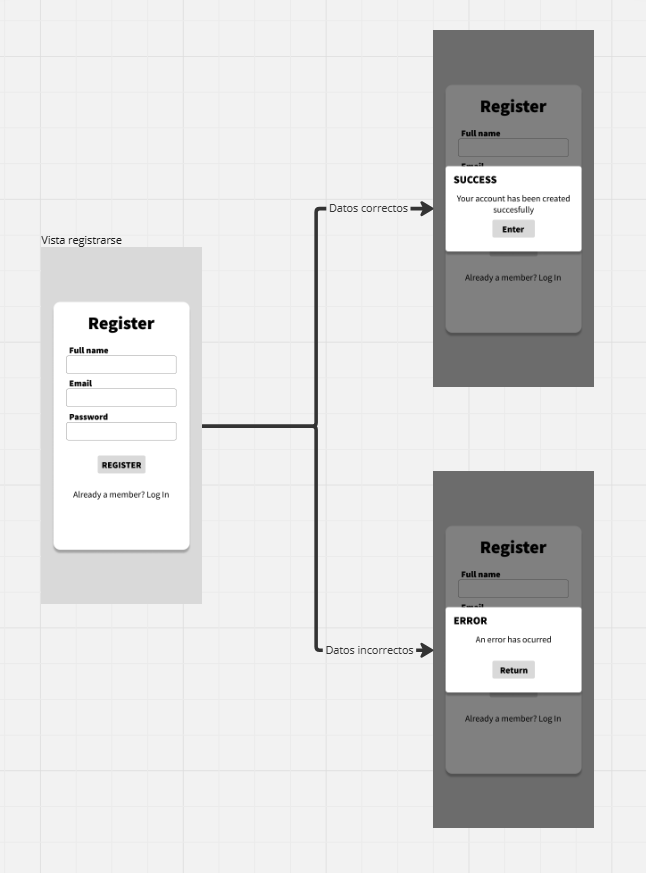 Vista registrarse
Register
Full name
Email
Password
REGISTER
Already a member? Log In
Datos correctos
Register
Full name
Email
SUCCESS
Your account has been created
succesfully
Enter
Already a member? Log In
Datos incorrectos
Register
Full name
Email
ERROR
An error has ocurred
Return
Already a member? Log In